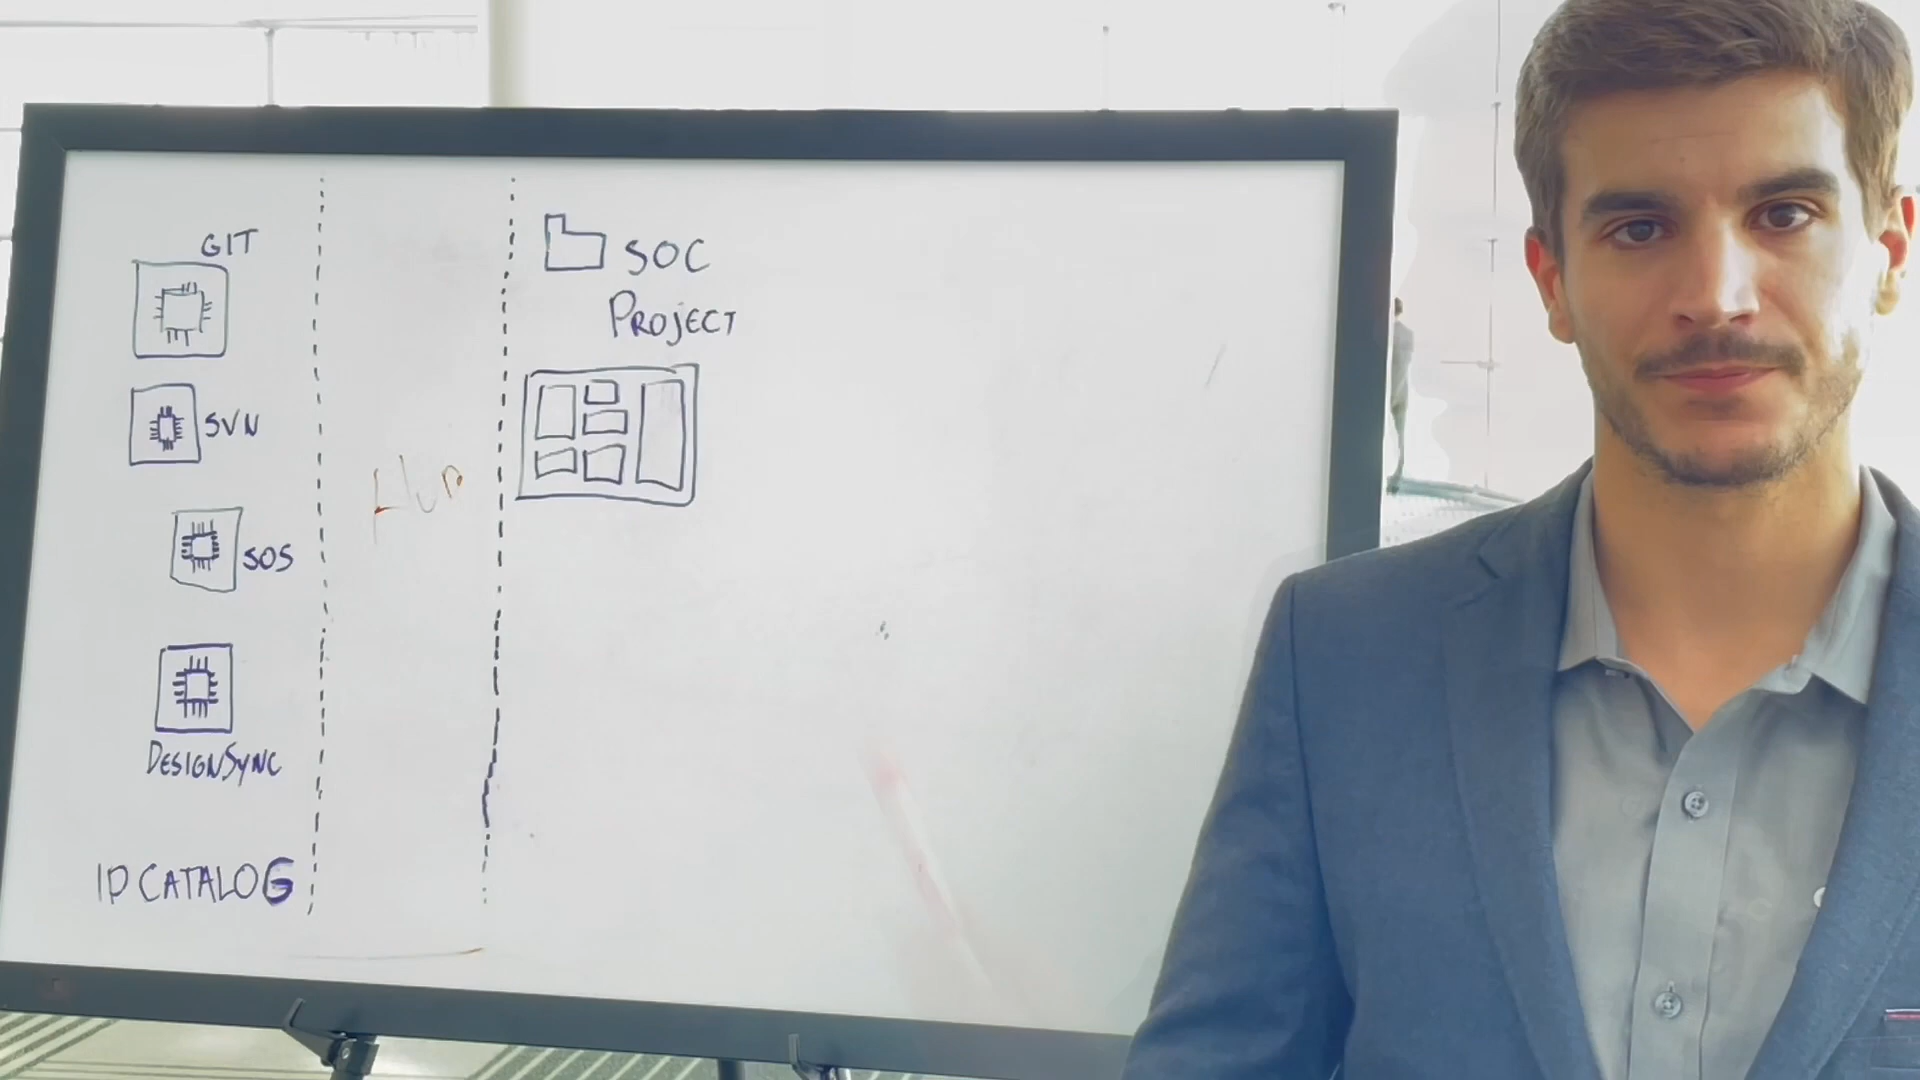 GIT
SVN
SOS
DESIGNSYNC
IP CATALOG
SOC
PROJECT